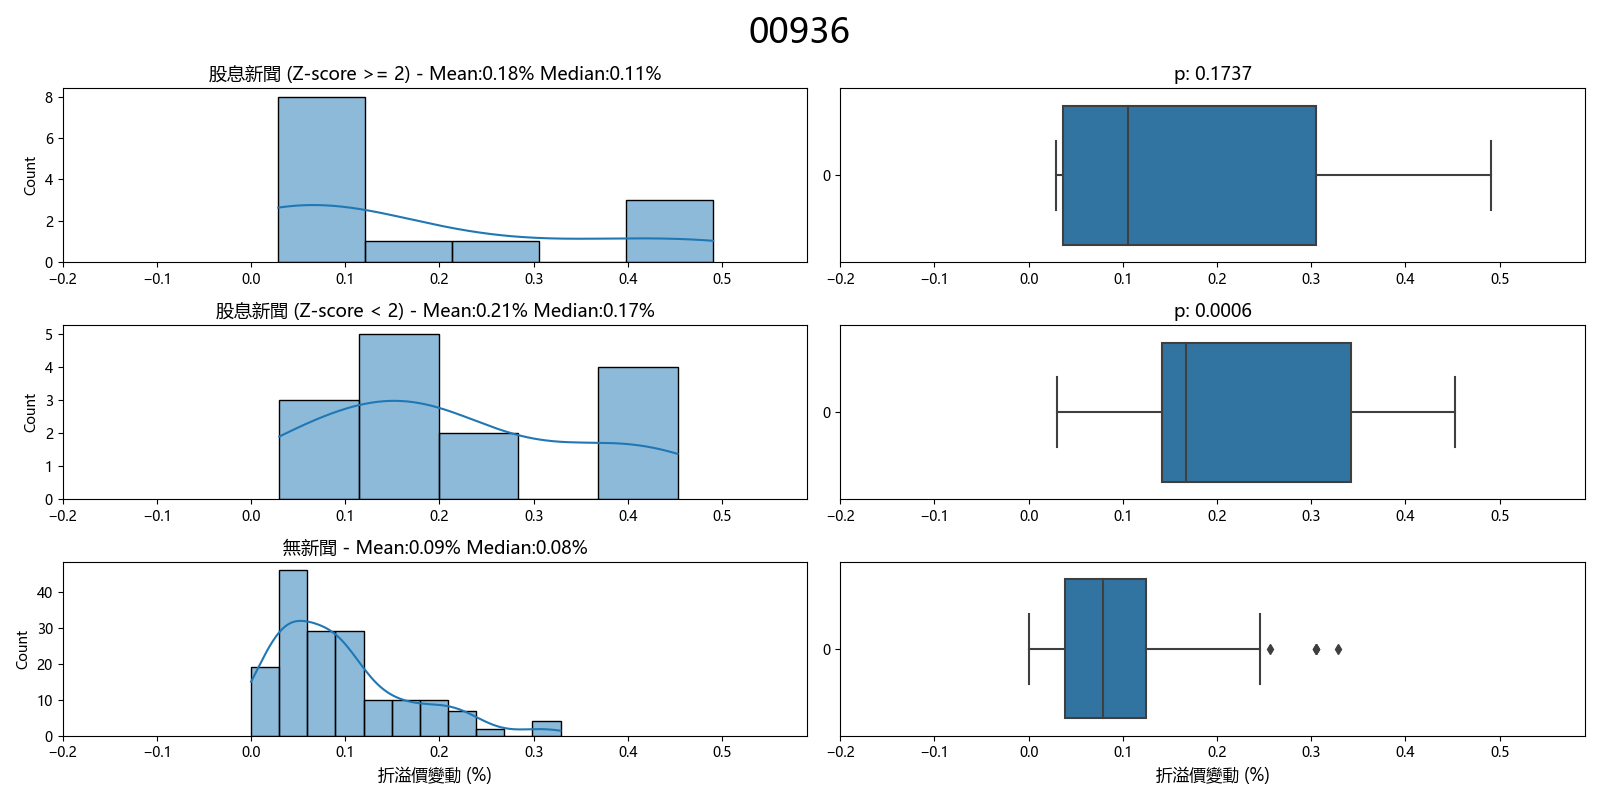 00936
股息新聞 (Z-score >= 2) - Mean:0.18% Median:0.11%
p: 0.1737
Count
8
6
4
2
0
−0.2 −0.1 0.0 0.1 0.2 0.3 0.4 0.5
0
−0.2 −0.1 0.0 0.1 0.2 0.3 0.4 0.5
股息新聞 (Z-score < 2) - Mean:0.21% Median:0.17%
p: 0.0006
Count
5
4
3
2
1
0
−0.2 −0.1 0.0 0.1 0.2 0.3 0.4 0.5
0
−0.2 −0.1 0.0 0.1 0.2 0.3 0.4 0.5
無新聞 - Mean:0.09% Median:0.08%
Count
40
30
20
10
0
−0.2 −0.1 0.0 0.1 0.2 0.3 0.4 0.5
折溢價變動 (%)
0
−0.2 −0.1 0.0 0.1 0.2 0.3 0.4 0.5
折溢價變動 (%)